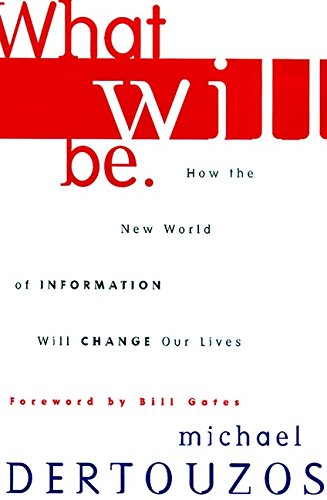 What
will
be.
How the
New World
of INFORMATION
Will CHANGE Our Lives
Foreword by Bill Gates
michael
DERTOUZOS